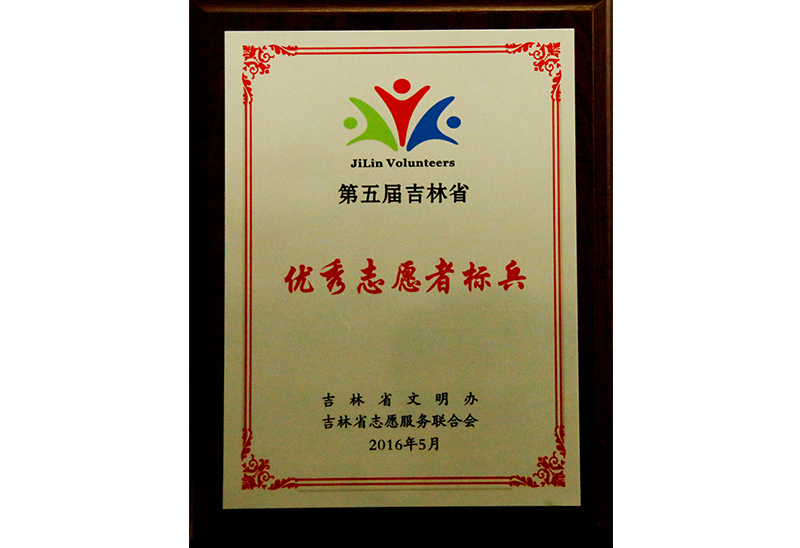 JiLin Volunteers
第五届吉林省
优秀志愿者标兵
吉林省文明办
吉林省志愿服务联合会
2016年5月